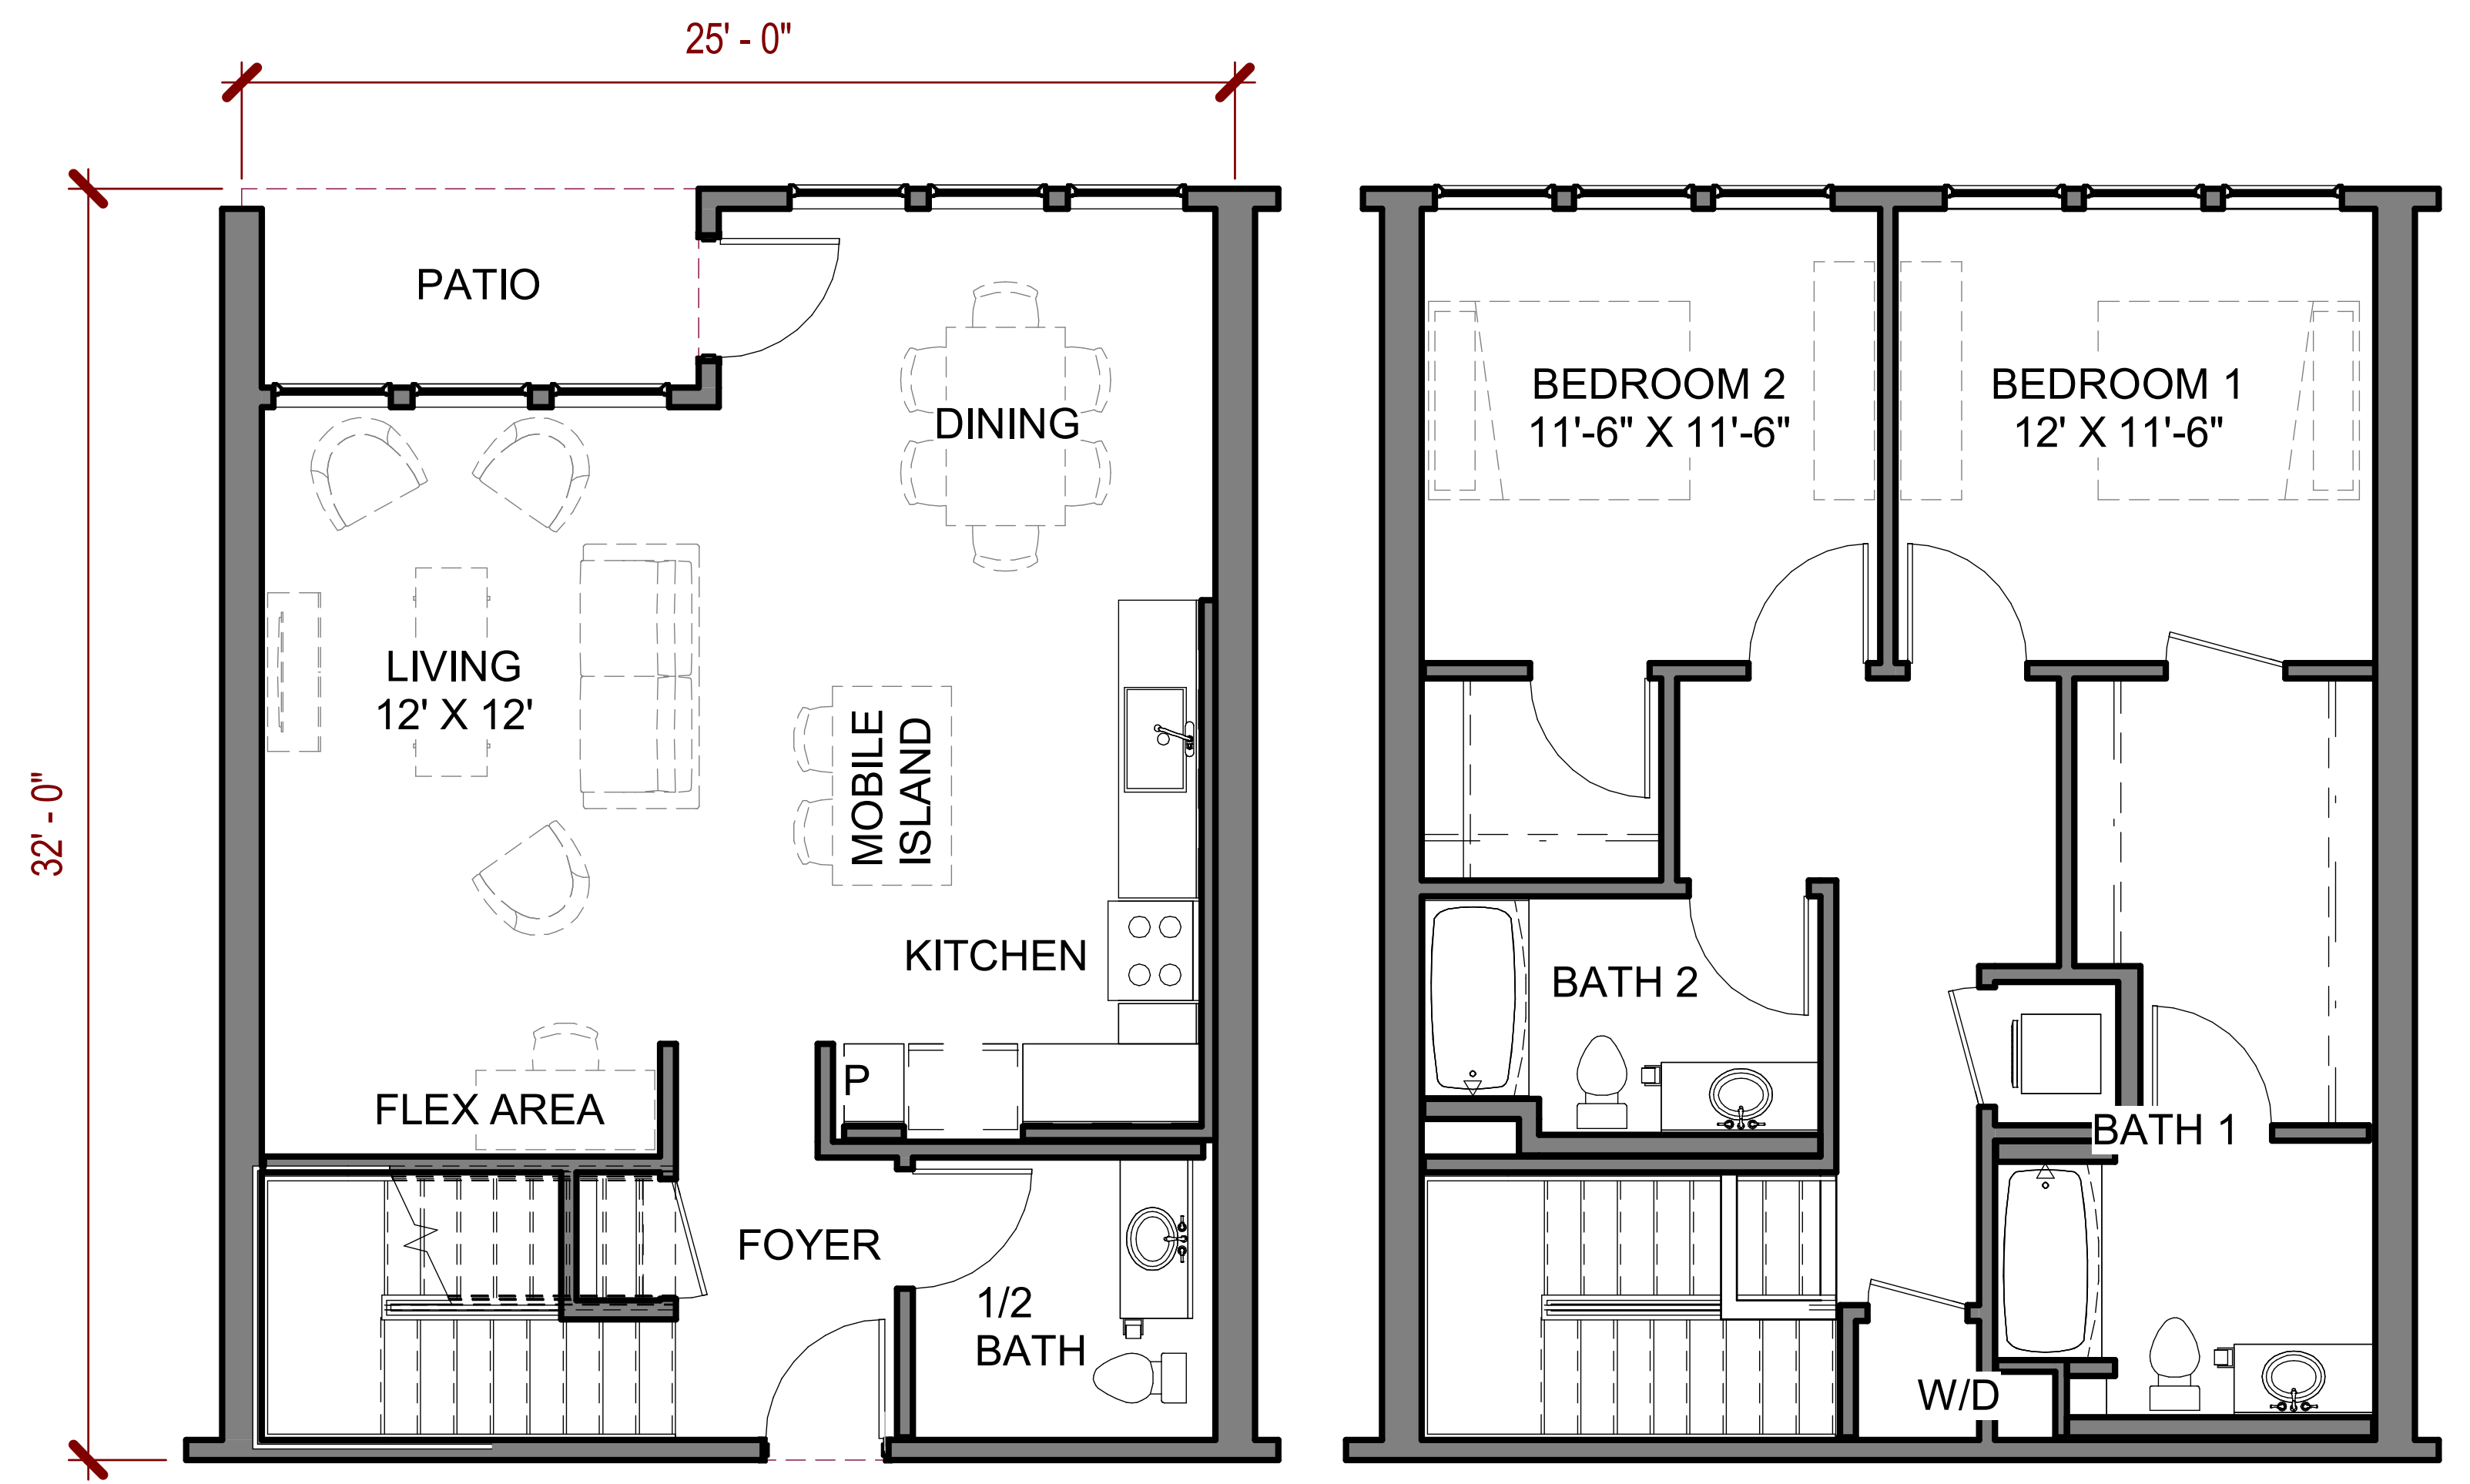 25' - 0"
32' - 0"
PATIO
DINING
LIVING
12' X 12'
MOBILE
ISLAND
KITCHEN
P
FLEX AREA
FOYER
1/2
BATH
BEDROOM 2
11'-6" X 11'-6"
BEDROOM 1
12' X 11'-6"
BATH 2
BATH 1
W/D